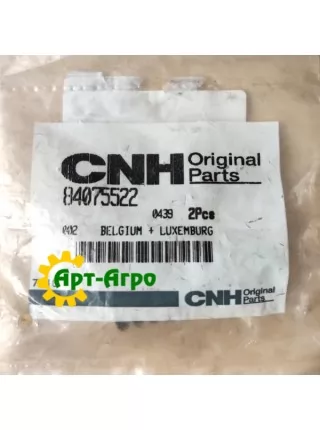 CNH Original Parts
84075522
0439 2Pcs
002 BELGIUM + LUXEMBURG
Арт-Агро
CNH Original Parts